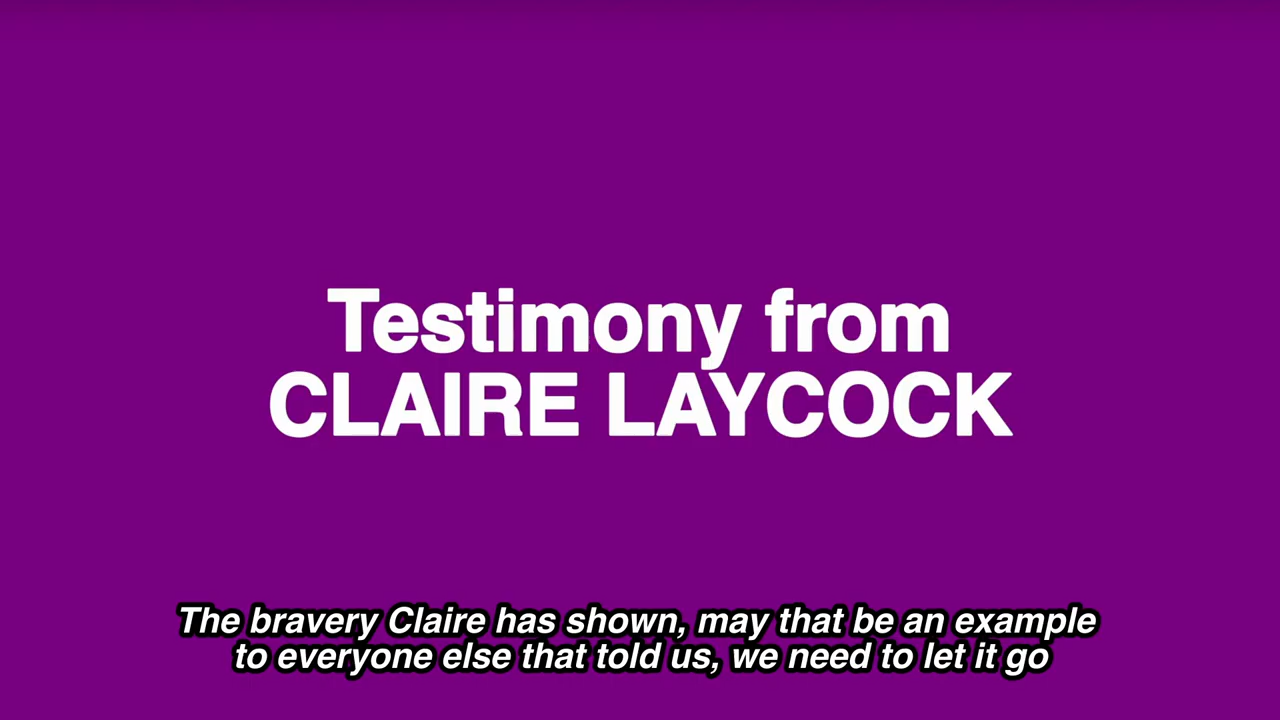 Testimony from
CLAIRE LAYCOCK
The bravery Claire has shown, may that be an example
to everyone else that told us, we need to let it go